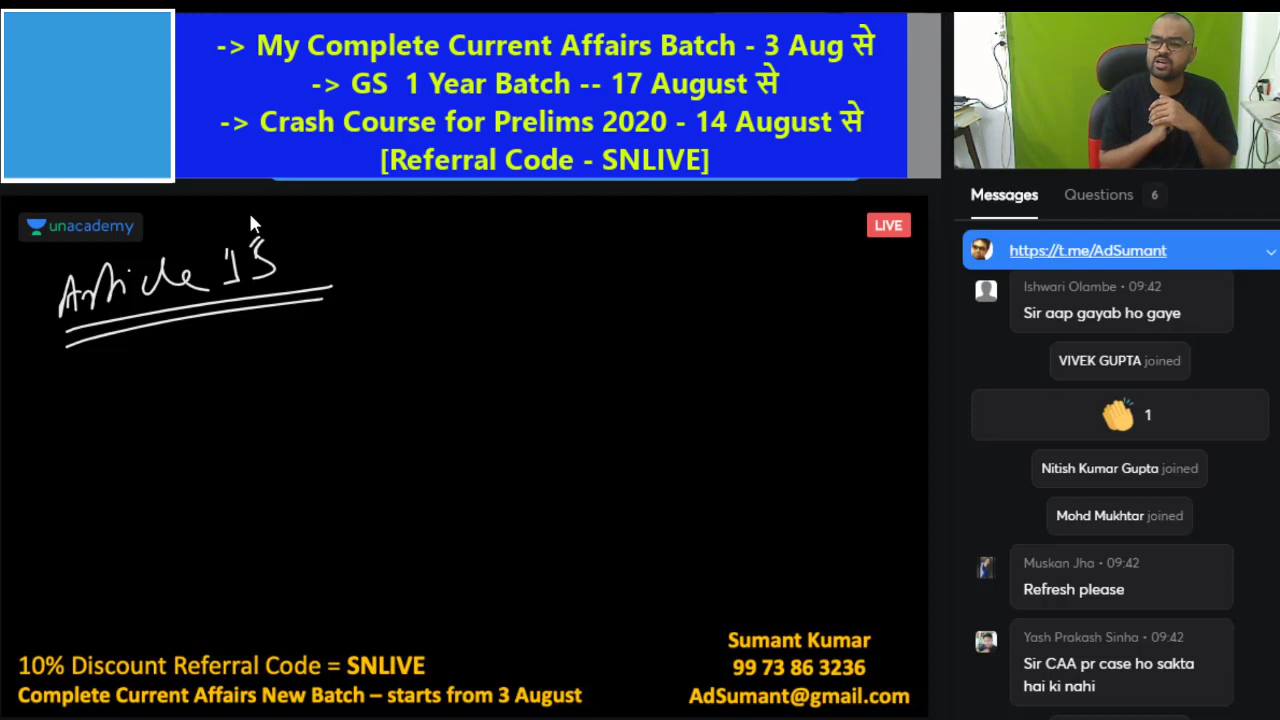 -> My Complete Current Affairs Batch - 3 Aug से
-> GS 1 Year Batch -- 17 August से
-> Crash Course for Prelims 2020 - 14 August से
[Referral Code - SNLIVE]
unacademy
LIVE
Article 13
10% Discount Referral Code = SNLIVE
Complete Current Affairs New Batch – starts from 3 August
Sumant Kumar
99 73 86 3236
AdSumant@gmail.com
Messages Questions 6
https://t.me/AdSumant
Ishwari Olambe • 09:42
Sir aap gayab ho gaye
VIVEK GUPTA joined
👏 1
Nitish Kumar Gupta joined
Mohd Mukhtar joined
Muskan Jha • 09:42
Refresh please
Yash Prakash Sinha • 09:42
Sir CAA pr case ho sakta
hai ki nahi